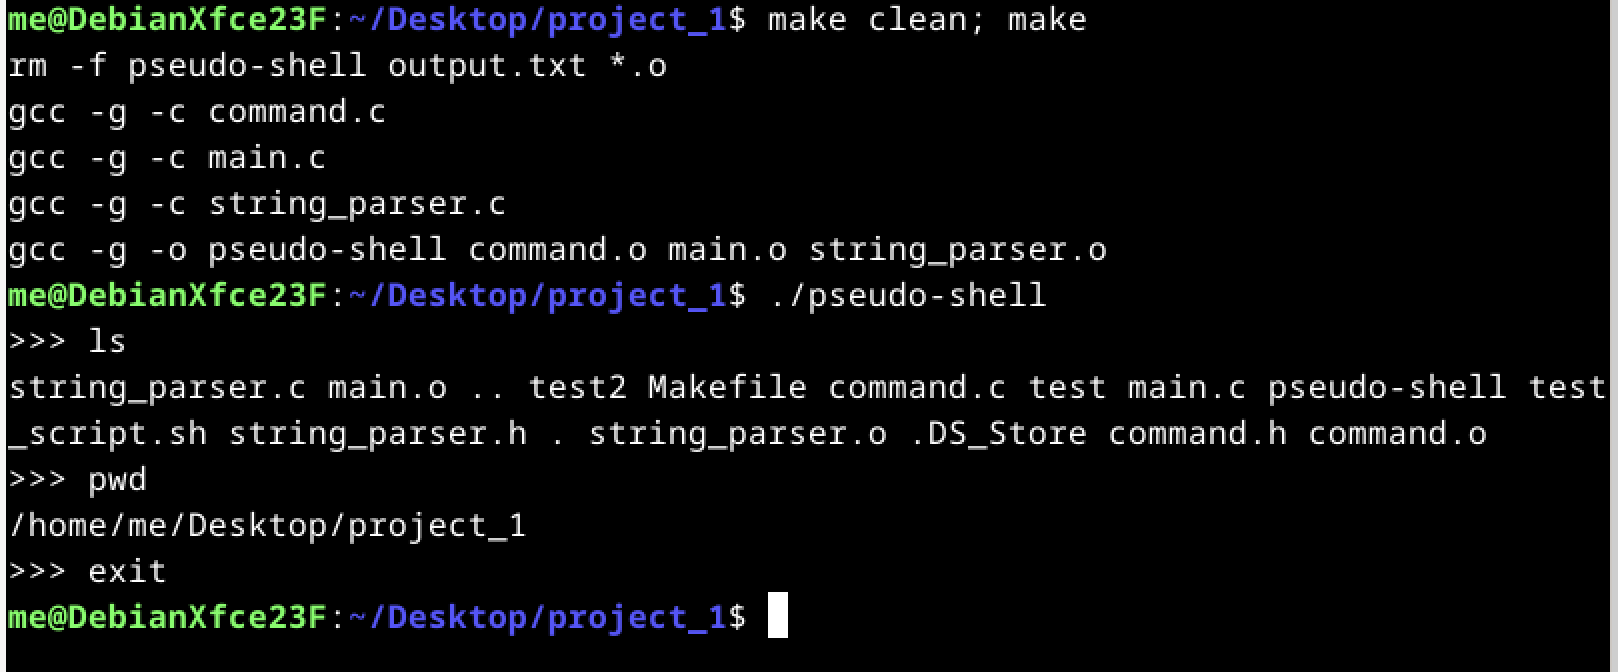 me@DebianXfce23F:~/Desktop/project_1$ make clean; make
rm -f pseudo-shell output.txt *.o
gcc -g -c command.c
gcc -g -c main.c
gcc -g -c string_parser.c
gcc -g -o pseudo-shell command.o main.o string_parser.o
me@DebianXfce23F:~/Desktop/project_1$ ./pseudo-shell
>>> ls
string_parser.c main.o .. test2 Makefile command.c test main.c pseudo-shell test
_script.sh string_parser.h . string_parser.o .DS_Store command.h command.o
>>> pwd
/home/me/Desktop/project_1
>>> exit
me@DebianXfce23F:~/Desktop/project_1$